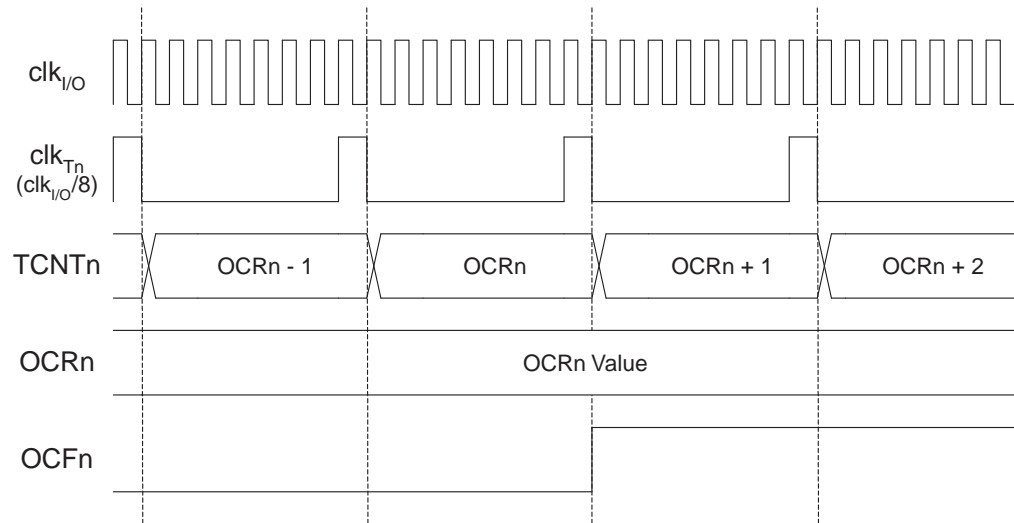 clkI/O
clkTn
(clkI/O/8)
TCNTn
OCRn - 1
OCRn
OCRn + 1
OCRn + 2
OCRn
OCRn Value
OCFn